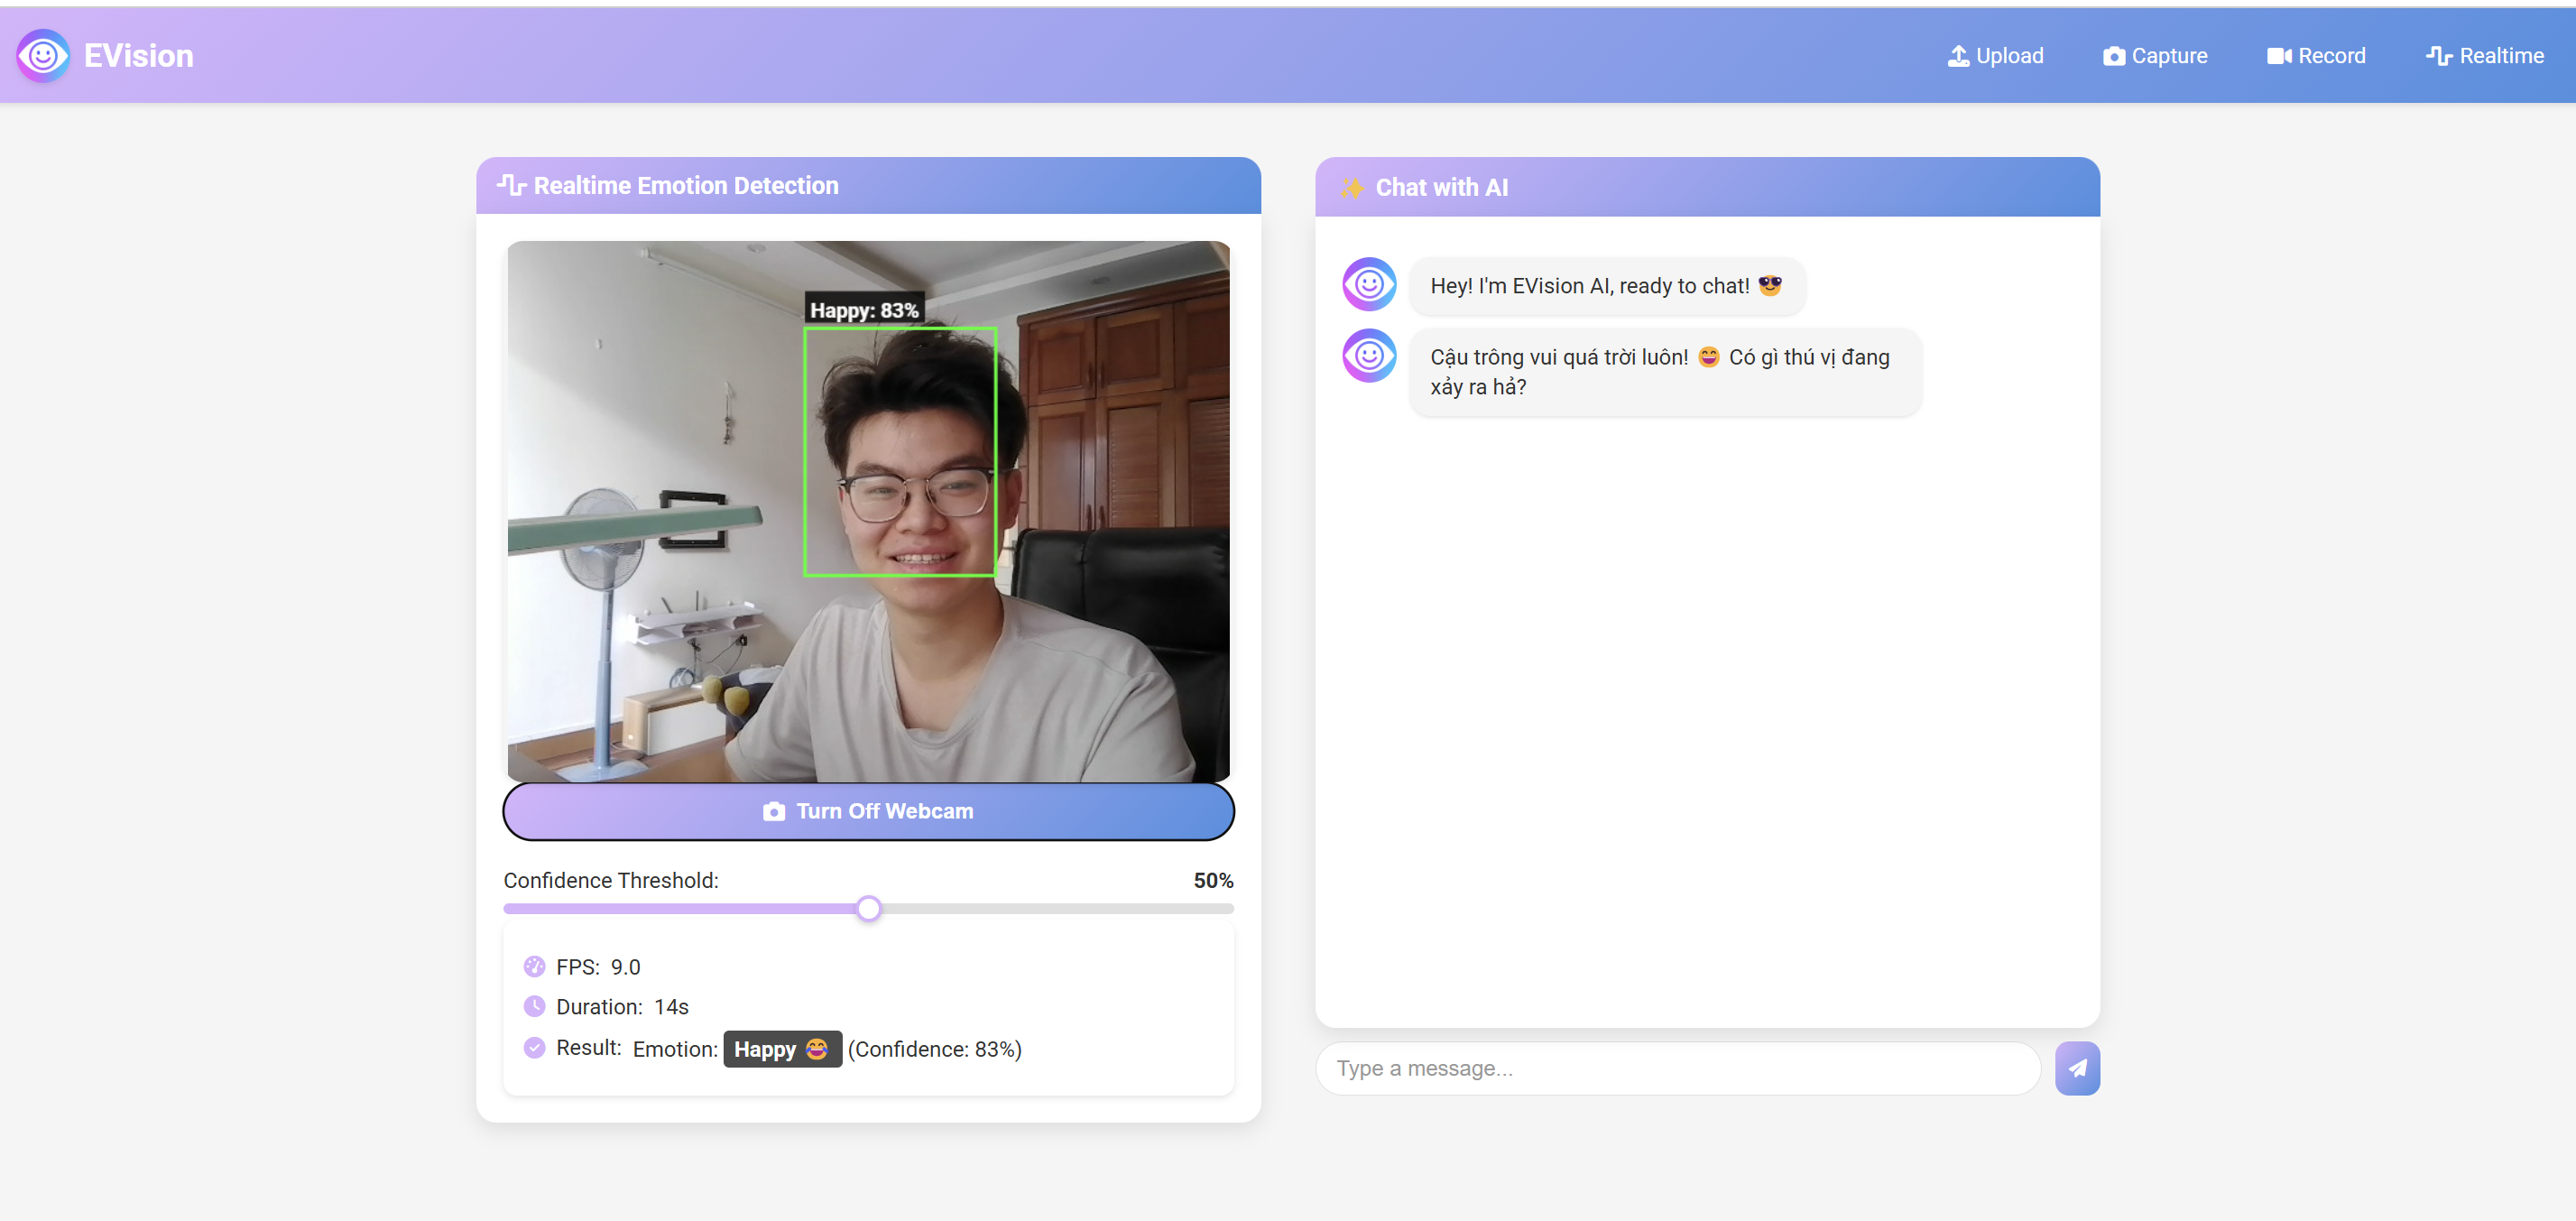 EVision
Upload
Capture
Record
Realtime
Realtime Emotion Detection
Happy: 83%
Turn Off Webcam
Confidence Threshold:
50%
FPS: 9.0
Duration: 14s
Result: Emotion: Happy 😂 (Confidence: 83%)
✨ Chat with AI
Hey! I'm EVision AI, ready to chat! 😎
Cậu trông vui quá trời luôn! 😄 Có gì thú vị đang
xảy ra hả?
Type a message...